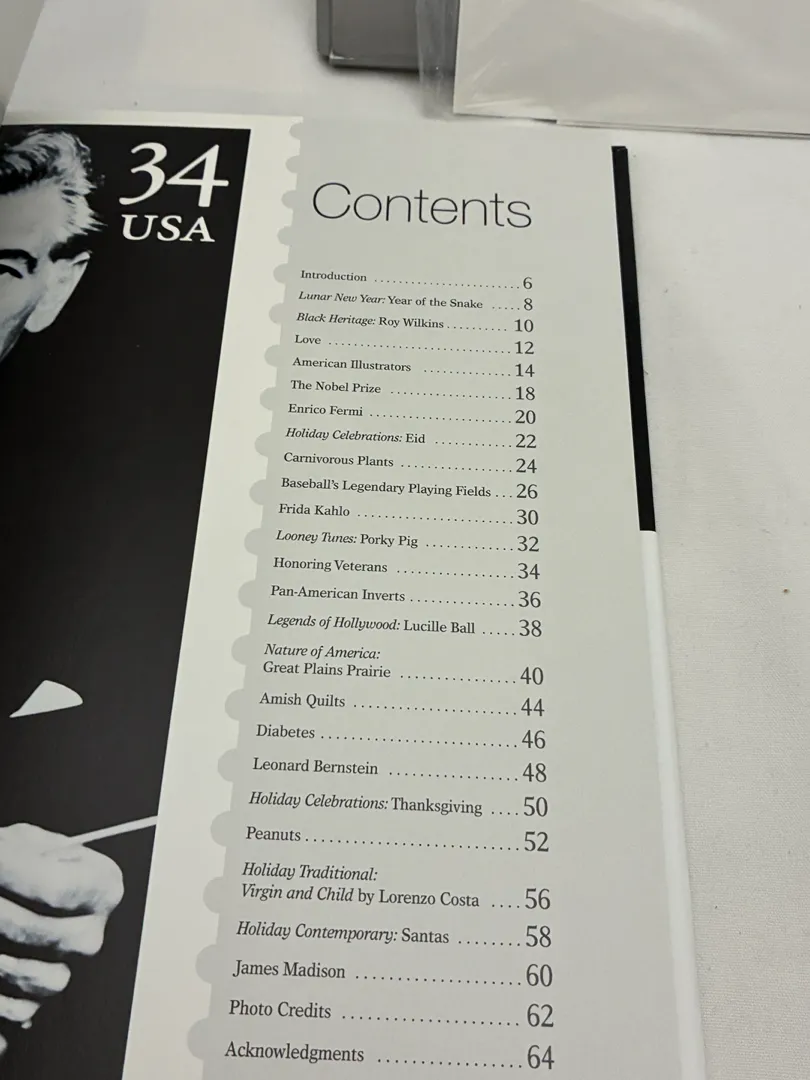 34
USA
Contents
Introduction ........................ 6
Lunar New Year: Year of the Snake ..... 8
Black Heritage: Roy Wilkins .......... 10
Love .............................. 12
American Illustrators .............. 14
The Nobel Prize .................... 18
Enrico Fermi ....................... 20
Holiday Celebrations: Eid ............ 22
Carnivorous Plants .................. 24
Baseball's Legendary Playing Fields ... 26
Frida Kahlo ........................ 30
Looney Tunes: Porky Pig ............. 32
Honoring Veterans .................. 34
Pan-American Inverts ................ 36
Legends of Hollywood: Lucille Ball ..... 38
Nature of America:
Great Plains Prairie ................. 40
Amish Quilts ....................... 44
Diabetes ........................... 46
Leonard Bernstein .................. 48
Holiday Celebrations: Thanksgiving .... 50
Peanuts ............................ 52
Holiday Traditional:
Virgin and Child by Lorenzo Costa .... 56
Holiday Contemporary: Santas ........ 58
James Madison ..................... 60
Photo Credits ...................... 62
Acknowledgments .................. 64